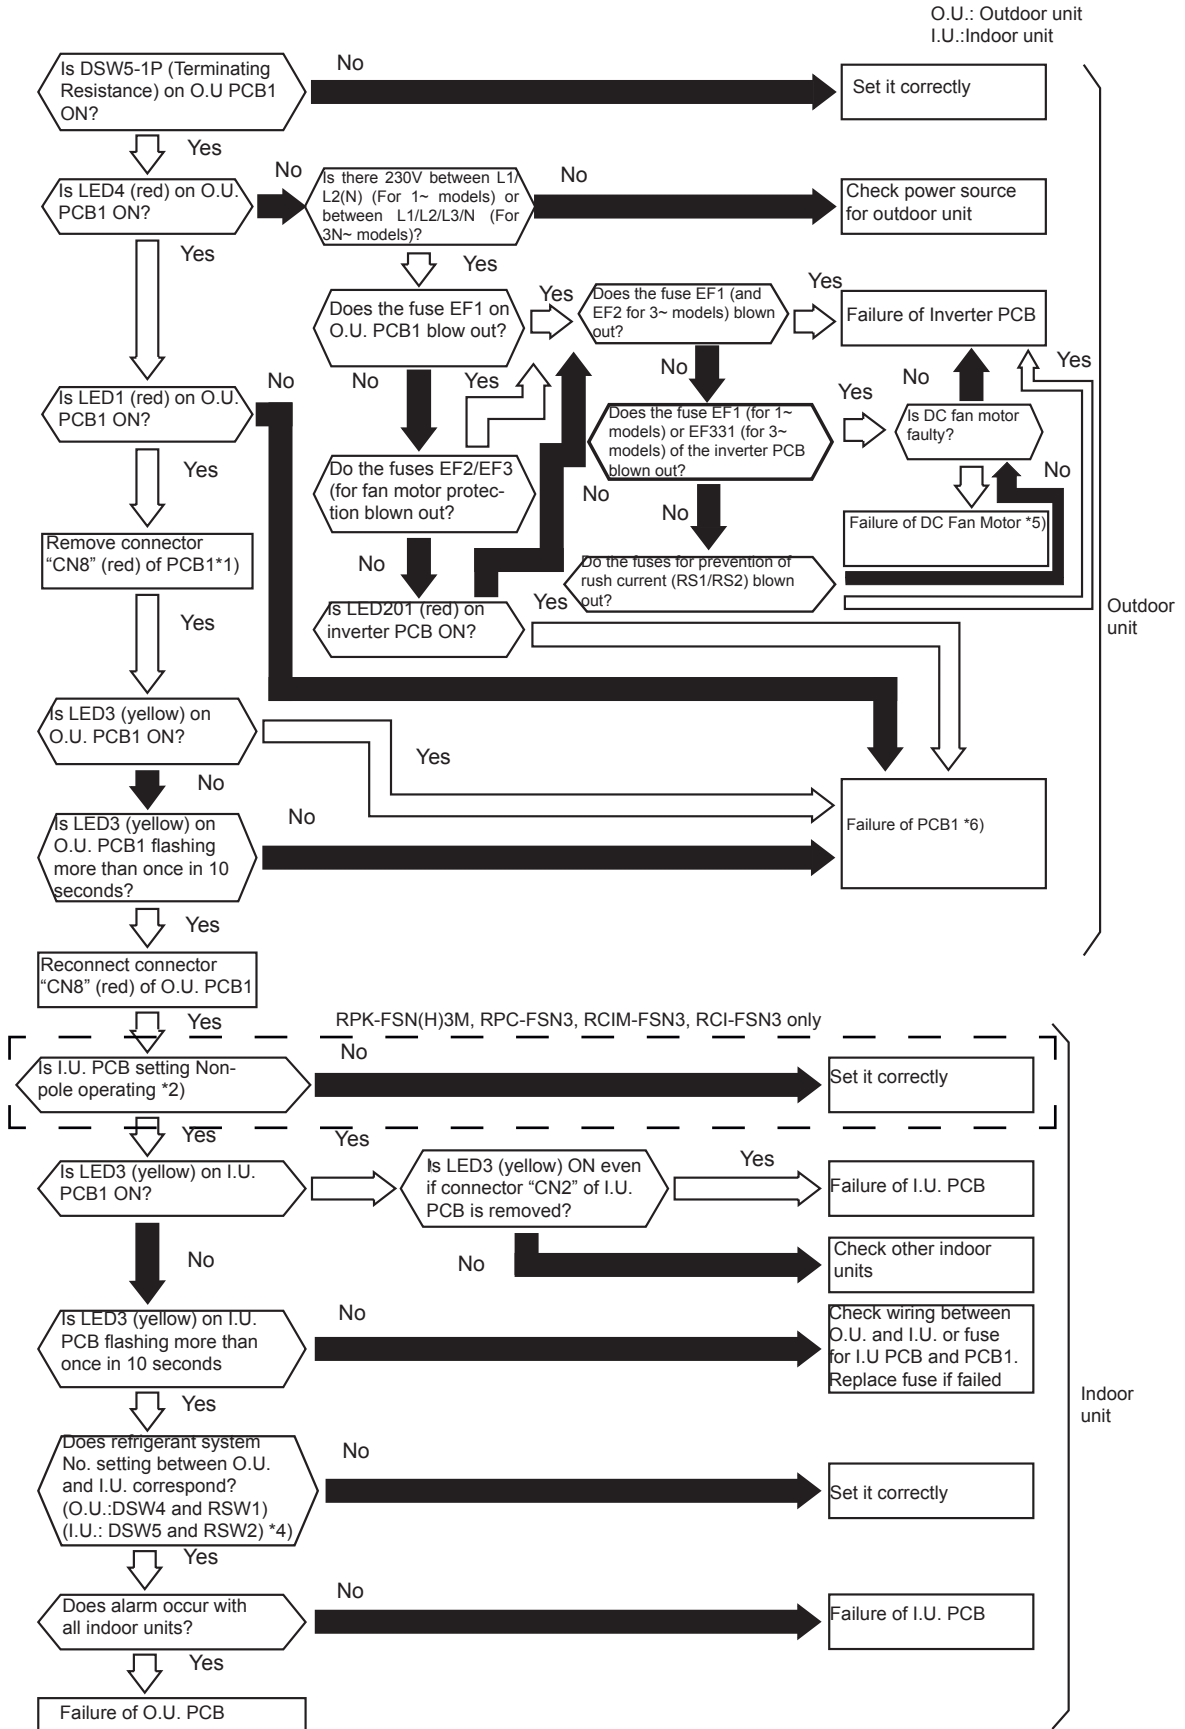 O.U.: Outdoor unit
I.U.:Indoor unit
Is DSW5-1P (Terminating
Resistance) on O.U PCB1
ON?
No
Set it correctly
Yes
Is LED4 (red) on O.U.
PCB1 ON?
No
Is there 230V between L1/
L2(N) (For 1~ models) or
between L1/L2/L3/N (For
3N~ models)?
No
Check power source
for outdoor unit
Yes
Yes
Does the fuse EF1 on
O.U. PCB1 blow out?
Yes
Does the fuse EF1 (and
EF2 for 3~ models) blown
out?
Yes
Failure of Inverter PCB
No
Yes
No
No
Yes
Is LED1 (red) on O.U.
PCB1 ON?
No
Does the fuse EF1 (for 1~
models) or EF331 (for 3~
models) of the inverter PCB
blown out?
Yes
Is DC fan motor
faulty?
Yes
Do the fuses EF2/EF3
(for fan motor protec-
tion blown out?
No
No
No
Failure of DC Fan Motor *5)
Remove connector
“CN8” (red) of PCB1*1)
No
Do the fuses for prevention of
rush current (RS1/RS2) blown
out?
Yes
Is LED201 (red) on
inverter PCB ON?
Yes
Outdoor
unit
Is LED3 (yellow) on
O.U. PCB1 ON?
Yes
No
Is LED3 (yellow) on
O.U. PCB1 flashing
more than once in 10
seconds?
No
Failure of PCB1 *6)
Yes
Reconnect connector
“CN8” (red) of O.U. PCB1
Yes
RPK-FSN(H)3M, RPC-FSN3, RCIM-FSN3, RCI-FSN3 only
Is I.U. PCB setting Non-
pole operating *2)
No
Set it correctly
Yes
Is LED3 (yellow) on I.U.
PCB1 ON?
Yes
Is LED3 (yellow) ON even
if connector “CN2” of I.U.
PCB is removed?
Yes
Failure of I.U. PCB
No
No
Check other indoor
units
Is LED3 (yellow) on I.U.
PCB flashing more than
once in 10 seconds
No
Check wiring between
O.U. and I.U. or fuse
for I.U PCB and PCB1.
Replace fuse if failed
Indoor
unit
Yes
Does refrigerant system
No. setting between O.U.
and I.U. correspond?
(O.U.:DSW4 and RSW1)
(I.U.: DSW5 and RSW2) *4)
No
Set it correctly
Yes
Does alarm occur with
all indoor units?
No
Failure of I.U. PCB
Yes
Failure of O.U. PCB